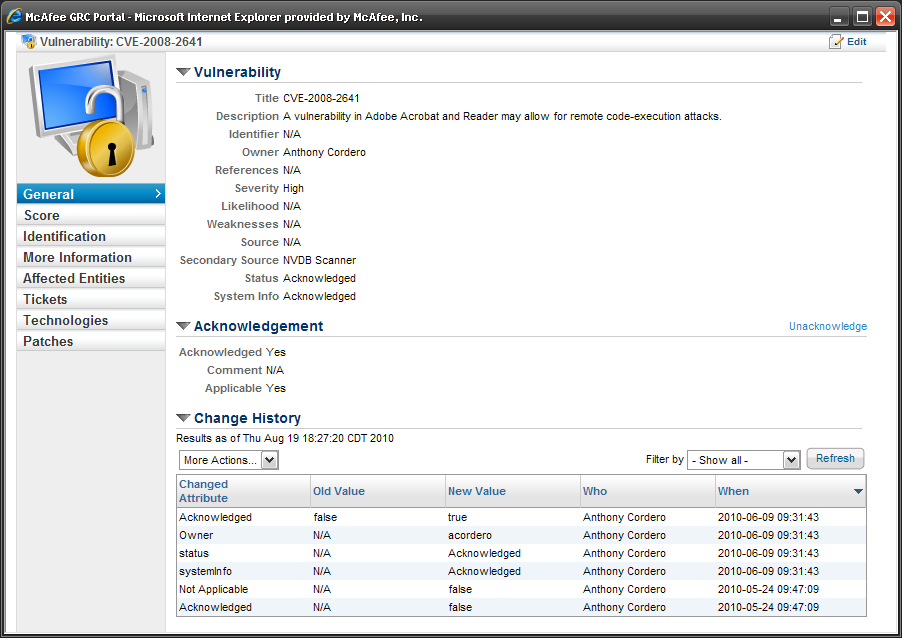 McAfee GRC Portal - Microsoft Internet Explorer provided by McAfee, Inc.
Vulnerability: CVE-2008-2641
Edit
General
Score
Identification
More Information
Affected Entities
Tickets
Technologies
Patches
Vulnerability
Title CVE-2008-2641
Description A vulnerability in Adobe Acrobat and Reader may allow for remote code-execution attacks.
Identifier N/A
Owner Anthony Cordero
References N/A
Severity High
Likelihood N/A
Weaknesses N/A
Source N/A
Secondary Source NVDB Scanner
Status Acknowledged
System Info Acknowledged
Acknowledgement Unacknowledge
Acknowledged Yes
Comment N/A
Applicable Yes
Change History
Results as of Thu Aug 19 18:27:20 CDT 2010
More Actions... Filter by - Show all - Refresh
Changed Attribute Old Value New Value Who When
Acknowledged false true Anthony Cordero 2010-06-09 09:31:43
Owner N/A acordero Anthony Cordero 2010-06-09 09:31:43
status N/A Acknowledged Anthony Cordero 2010-06-09 09:31:43
systemInfo N/A Acknowledged Anthony Cordero 2010-06-09 09:31:43
Not Applicable N/A false Anthony Cordero 2010-05-24 09:47:09
Acknowledged N/A false Anthony Cordero 2010-05-24 09:47:09